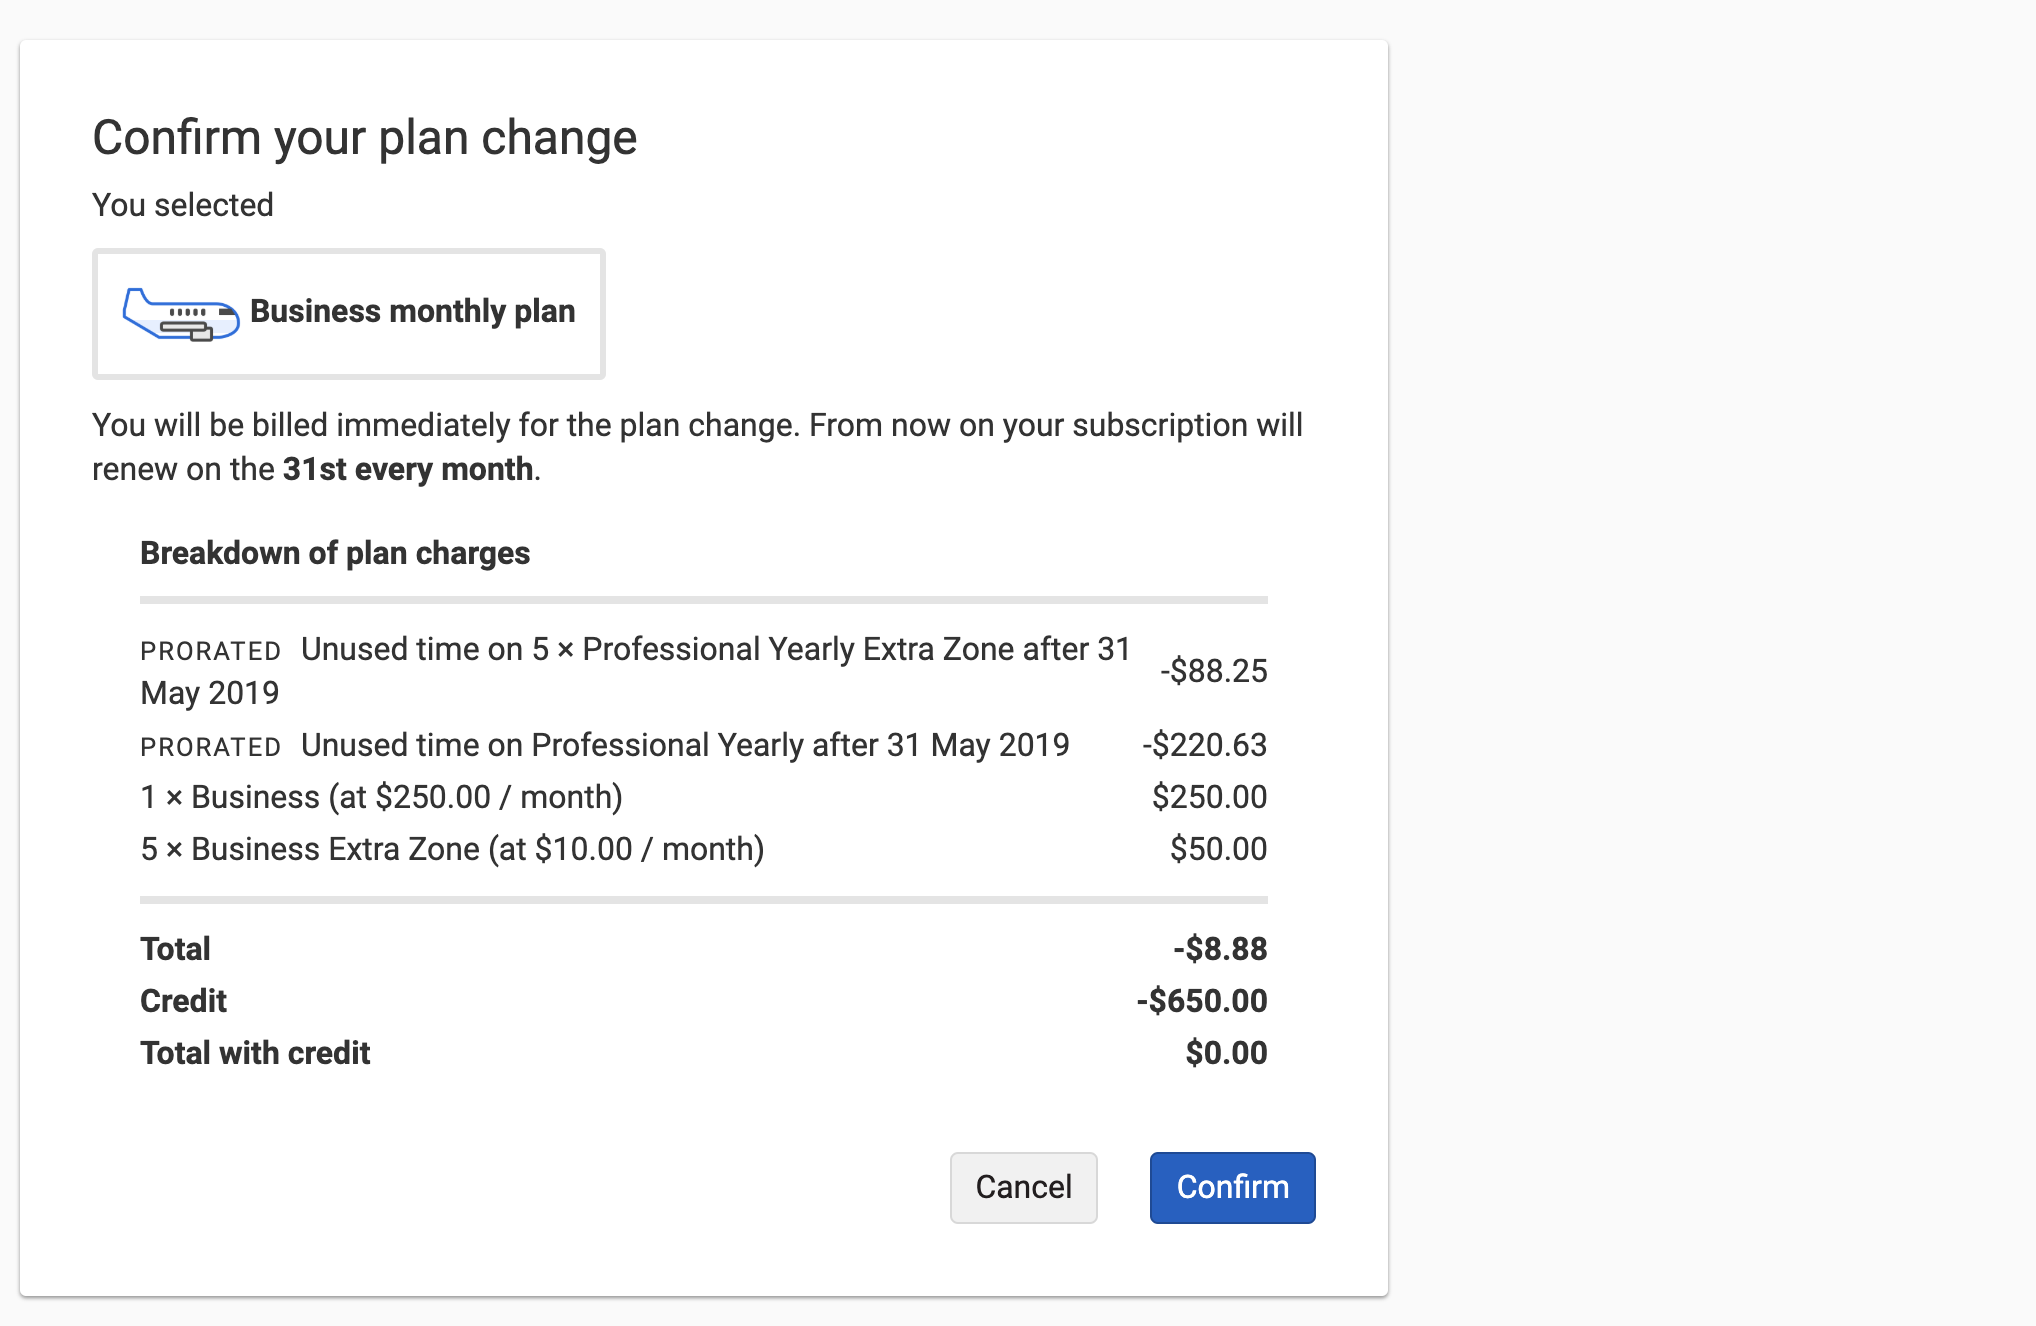 Confirm your plan change
You selected
Business monthly plan
You will be billed immediately for the plan change. From now on your subscription will
renew on the 31st every month.
Breakdown of plan charges
PRORATED Unused time on 5 × Professional Yearly Extra Zone after 31
May 2019
-$88.25
PRORATED Unused time on Professional Yearly after 31 May 2019 -$220.63
1 × Business (at $250.00 / month) $250.00
5 × Business Extra Zone (at $10.00 / month) $50.00
Total -$8.88
Credit -$650.00
Total with credit $0.00
Cancel Confirm